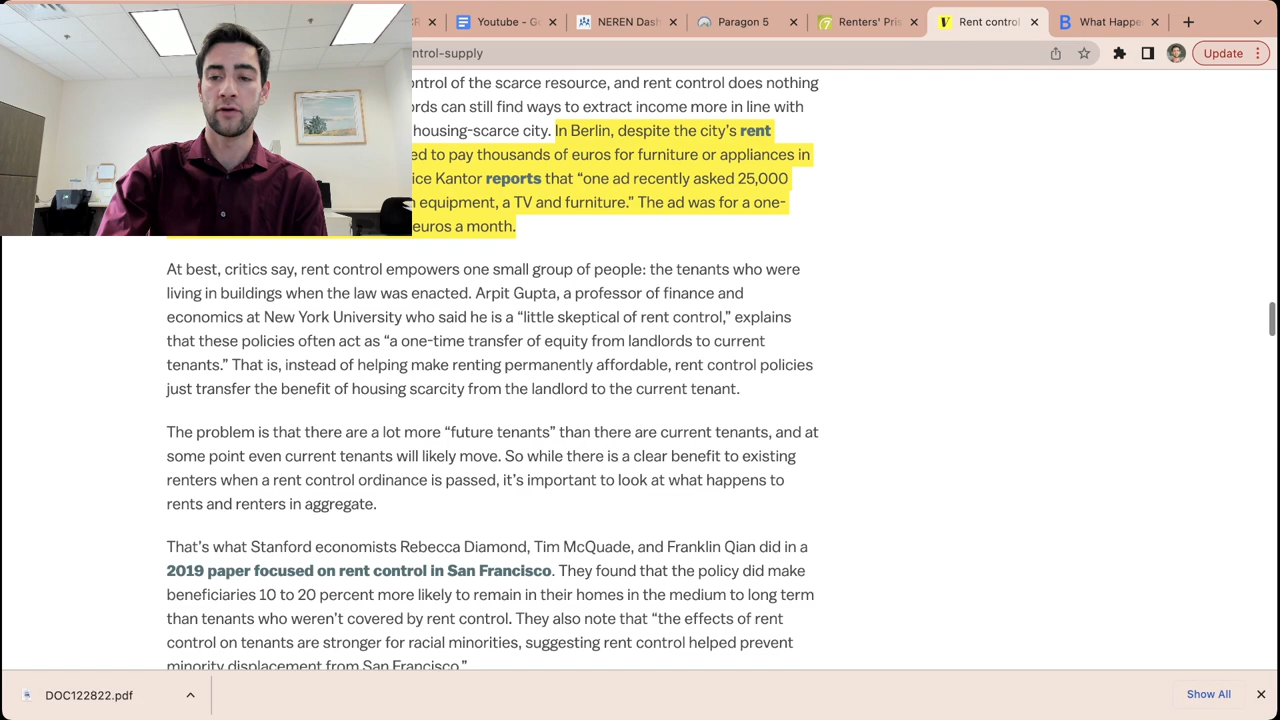 Youtube - G
NEREN Das
Paragon 5
Renters' Pris
Rent control
What Happe
ntrol-supply
Update
ontrol of the scarce resource, and rent control does nothing
ords can still find ways to extract income more in line with
housing-scarce city. In Berlin, despite the city's rent
ed to pay thousands of euros for furniture or appliances in
ice Kantor reports that “one ad recently asked 25,000
n equipment, a TV and furniture.” The ad was for a one-
euros a month.
At best, critics say, rent control empowers one small group of people: the tenants who were
living in buildings when the law was enacted. Arpit Gupta, a professor of finance and
economics at New York University who said he is a “little skeptical of rent control,” explains
that these policies often act as “a one-time transfer of equity from landlords to current
tenants.” That is, instead of helping make renting permanently affordable, rent control policies
just transfer the benefit of housing scarcity from the landlord to the current tenant.
The problem is that there are a lot more “future tenants” than there are current tenants, and at
some point even current tenants will likely move. So while there is a clear benefit to existing
renters when a rent control ordinance is passed, it’s important to look at what happens to
rents and renters in aggregate.
That’s what Stanford economists Rebecca Diamond, Tim McQuade, and Franklin Qian did in a
2019 paper focused on rent control in San Francisco. They found that the policy did make
beneficiaries 10 to 20 percent more likely to remain in their homes in the medium to long term
than tenants who weren’t covered by rent control. They also note that “the effects of rent
control on tenants are stronger for racial minorities, suggesting rent control helped prevent
minority displacement from San Francisco.”
DOC122822.pdf
Show All